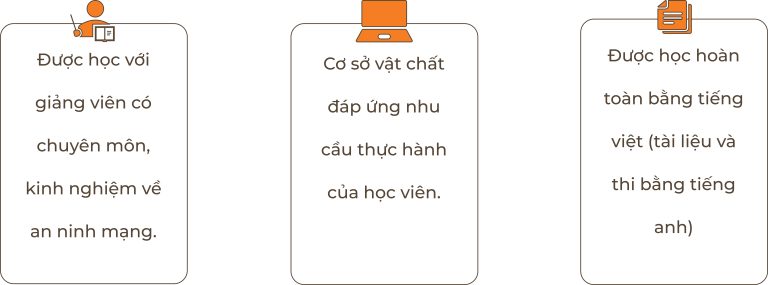 Được học với
giảng viên có
chuyên môn,
kinh nghiệm về
an ninh mạng.
Cơ sở vật chất
đáp ứng nhu
cầu thực hành
của học viên.
Được học hoàn
toàn bằng tiếng
việt (tài liệu và
thi bằng tiếng
anh)